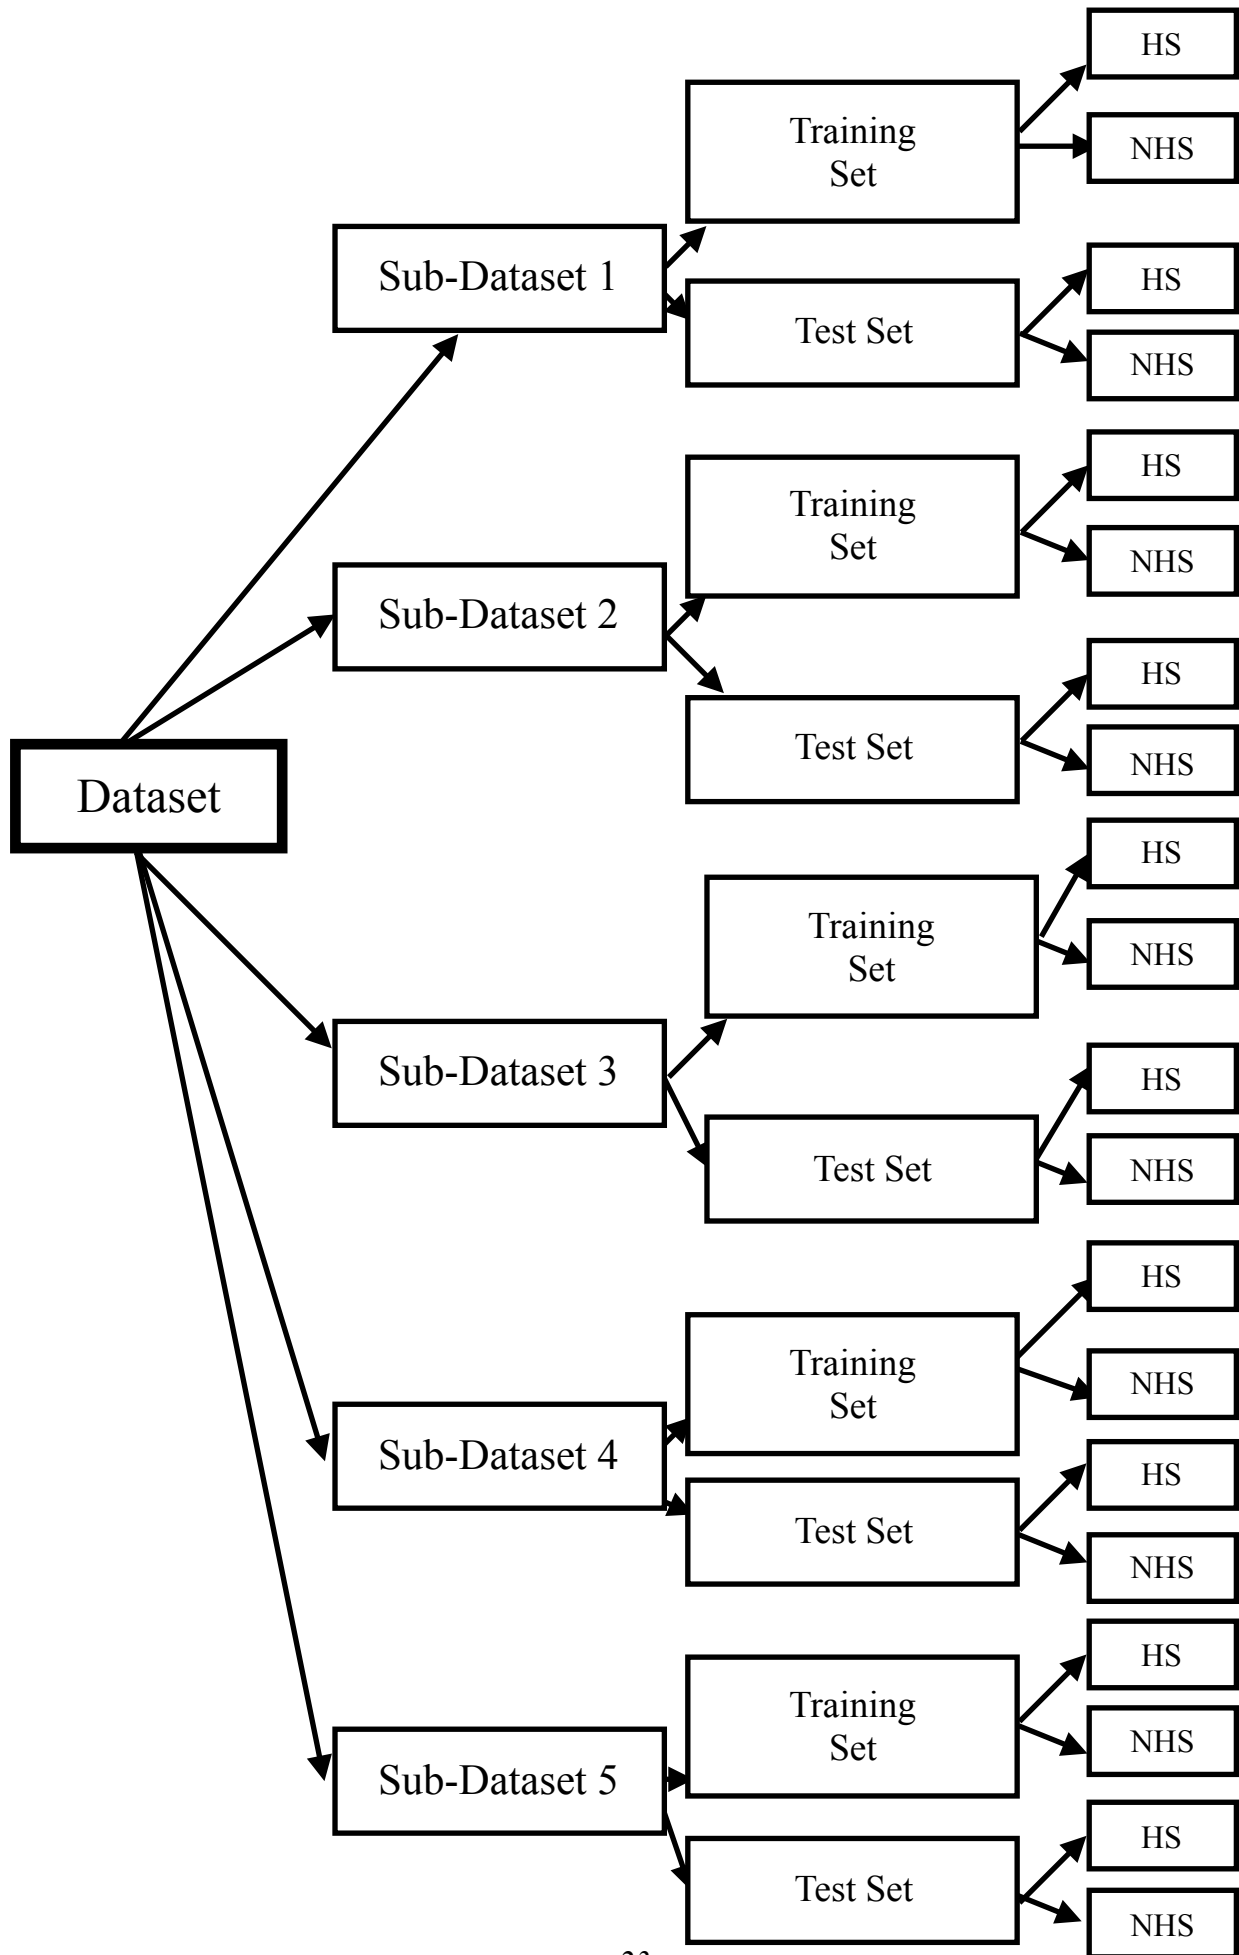 HS
Training
Set
NHS
Sub-Dataset 1
HS
Test Set
NHS
HS
Training
Set
NHS
Sub-Dataset 2
HS
Test Set
NHS
Dataset
HS
Training
Set
NHS
Sub-Dataset 3
HS
Test Set
NHS
HS
Training
Set
NHS
Sub-Dataset 4
HS
Test Set
NHS
HS
Training
Set
NHS
Sub-Dataset 5
HS
Test Set
NHS